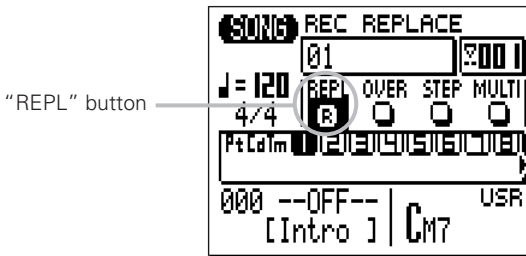 SONG REC REPLACE
01 001
“REPL” button
♩=120 REPL OVER STEP MULTI
4/4 R
PtCdTm 1 2 3 4 5 6 7 8
000 --OFF-- USR
[Intro ] CM7